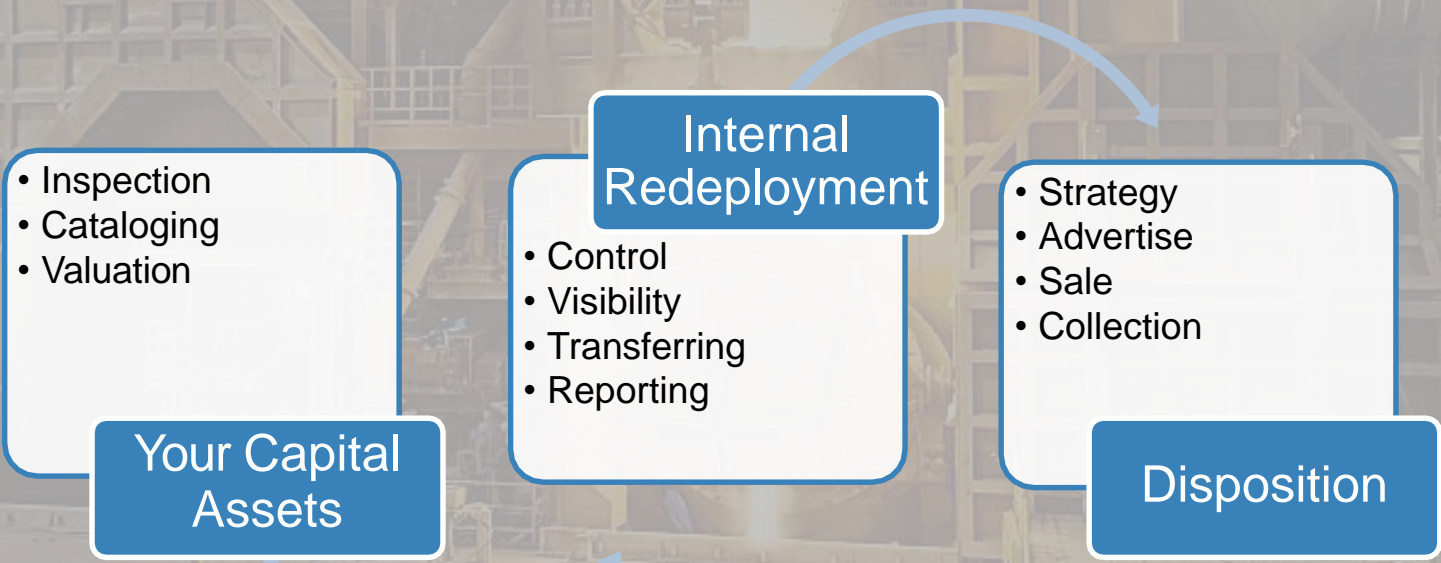 • Inspection
• Cataloging
• Valuation
Your Capital
Assets
Internal
Redeployment
• Control
• Visibility
• Transferring
• Reporting
• Strategy
• Advertise
• Sale
• Collection
Disposition